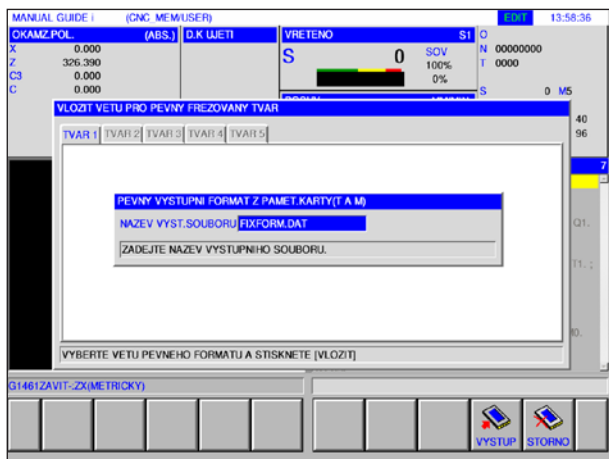 MANUAL GUIDE i (CNC_MEM/USER) EDIT 13:58:36
OKAMZ.POL. (ABS.) D.K UJETI VRETENO S1 O
X 0.000 S 0 SOV N 00000000
Z 326.390 100% T 0000
C3 0.000 0%
C 0.000 S 0 M5
VLOZIT VETU PRO PEVNY FREZOVANY TVAR
40
TVAR 1 TVAR 2 TVAR 3 TVAR 4 TVAR 5 96
7
PEVNY VYSTUPNI FORMAT Z PAMET.KARTY(T A M)
NAZEV VYST.SOUBORU FIXFORM.DAT Q1.
ZADEJTE NAZEV VYSTUPNIHO SOUBORU.
T1. ;
VYBERTE VETU PEVNEHO FORMATU A STISKNETE [VLOZIT]
G1461ZAVIT-:ZX(METRICKY)
VYSTUP STORNO